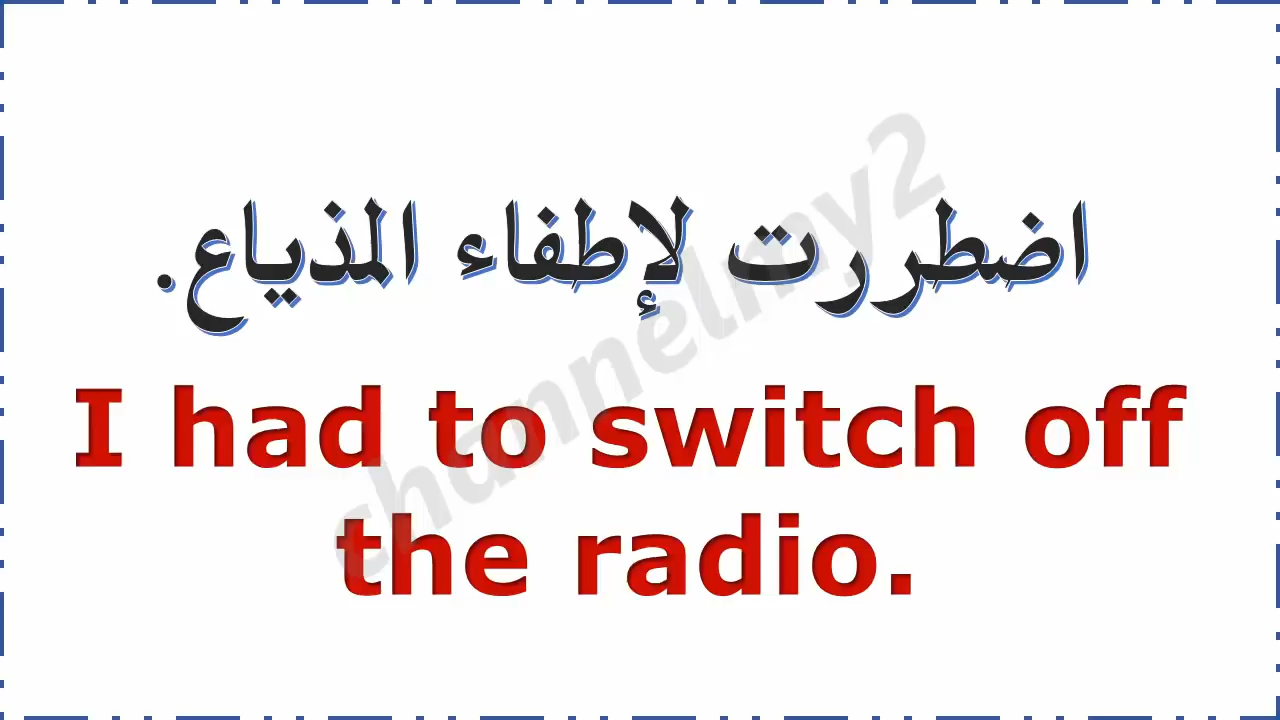 اضطررت لإطفاء المذياع.
I had to switch off
the radio.
channelmy2